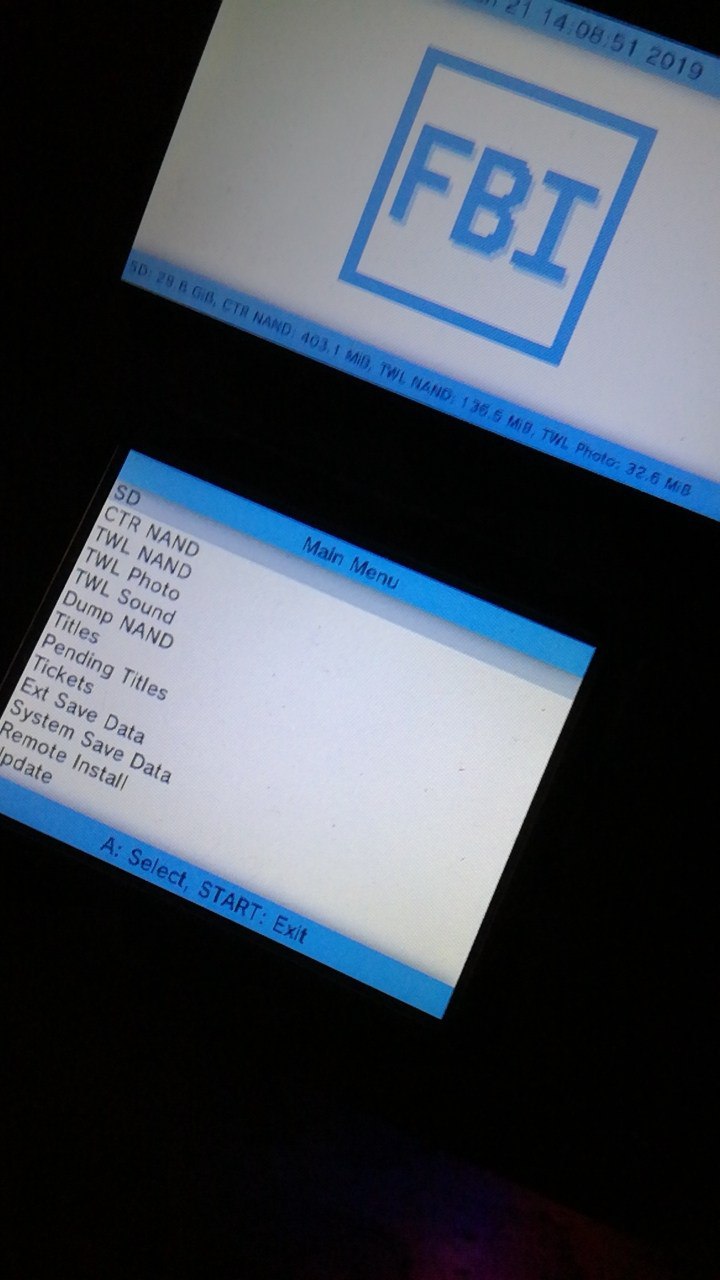 21 14:08:51 2019
FBI
SD: 29.8 GiB, CTR NAND: 403.1 MiB, TWL NAND: 136.6 MiB, TWL Photo: 32.6 MiB
Main Menu
SD
CTR NAND
TWL NAND
TWL Photo
TWL Sound
Dump NAND
Titles
Pending Titles
Tickets
Ext Save Data
System Save Data
Remote Install
pdate
A: Select, START: Exit